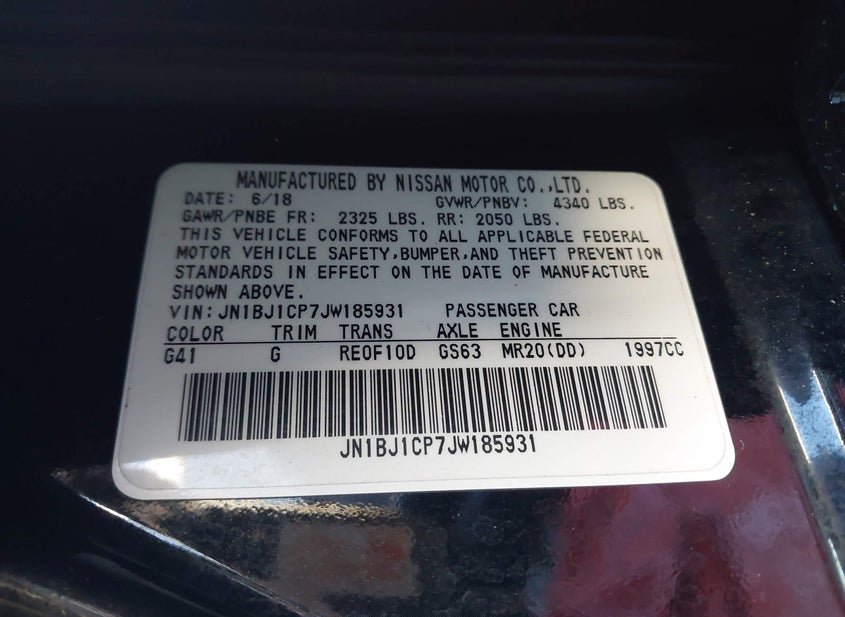 MANUFACTURED BY NISSAN MOTOR CO.,LTD.
DATE: 6/18 GVWR/PNBV: 4340 LBS.
GAWR/PNBE FR: 2325 LBS. RR: 2050 LBS.
THIS VEHICLE CONFORMS TO ALL APPLICABLE FEDERAL
MOTOR VEHICLE SAFETY,BUMPER,AND THEFT PREVENTION
STANDARDS IN EFFECT ON THE DATE OF MANUFACTURE
SHOWN ABOVE.
VIN:JN1BJ1CP7JW185931 PASSENGER CAR
COLOR TRIM TRANS AXLE ENGINE
G41 G RE0F10D GS63 MR20(DD) 1997CC
JN1BJ1CP7JW185931